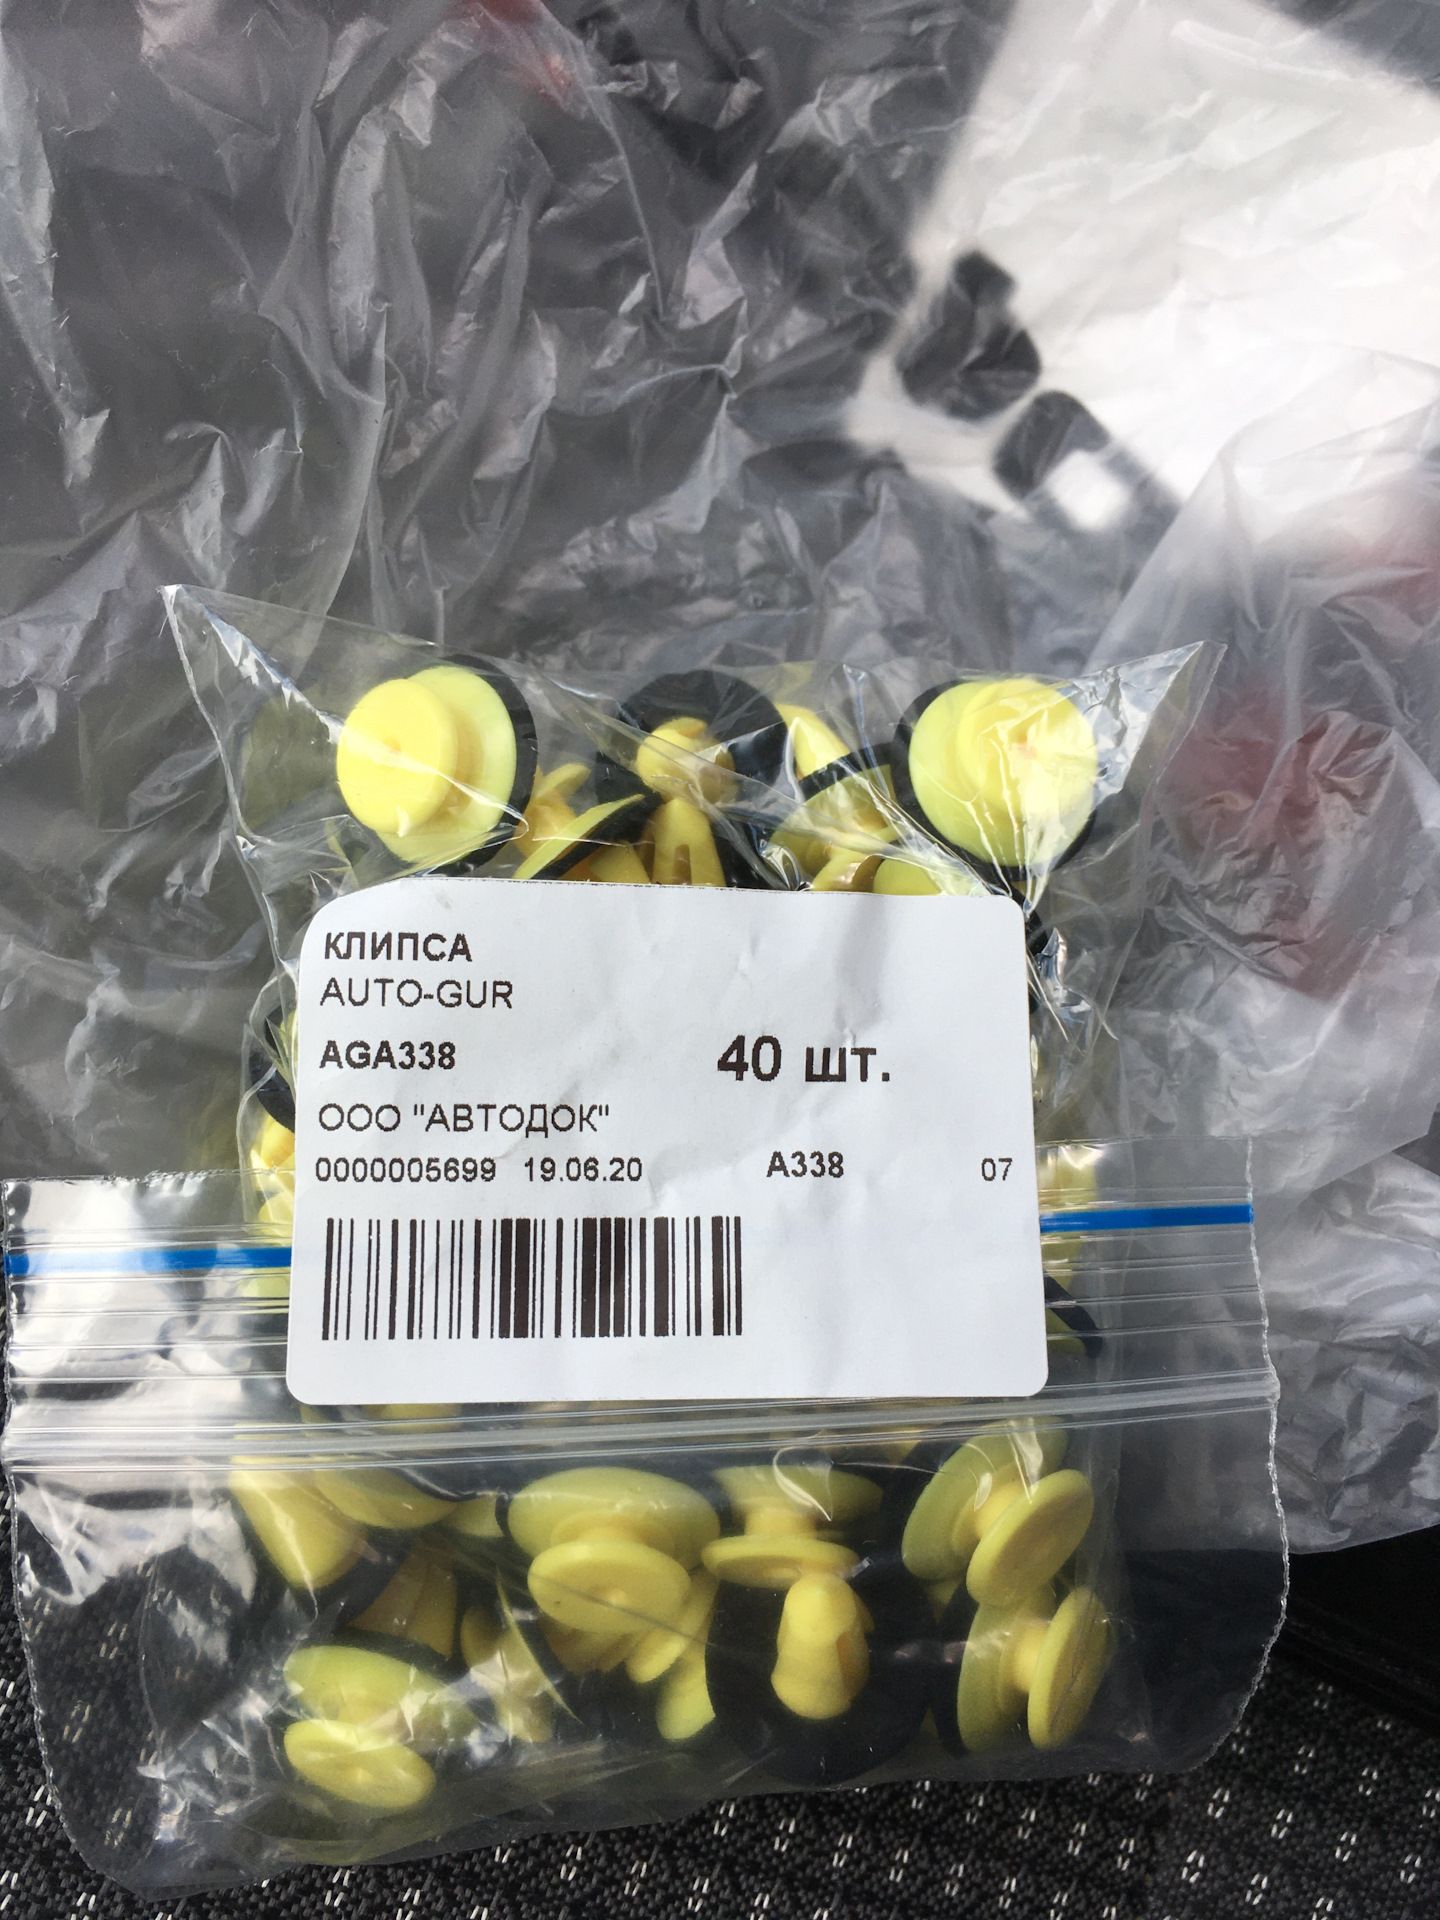 КЛИПСА
AUTO-GUR
AGA338 40 шт.
ООО "АВТОДОК"
0000005699 19.06.20 A338 07